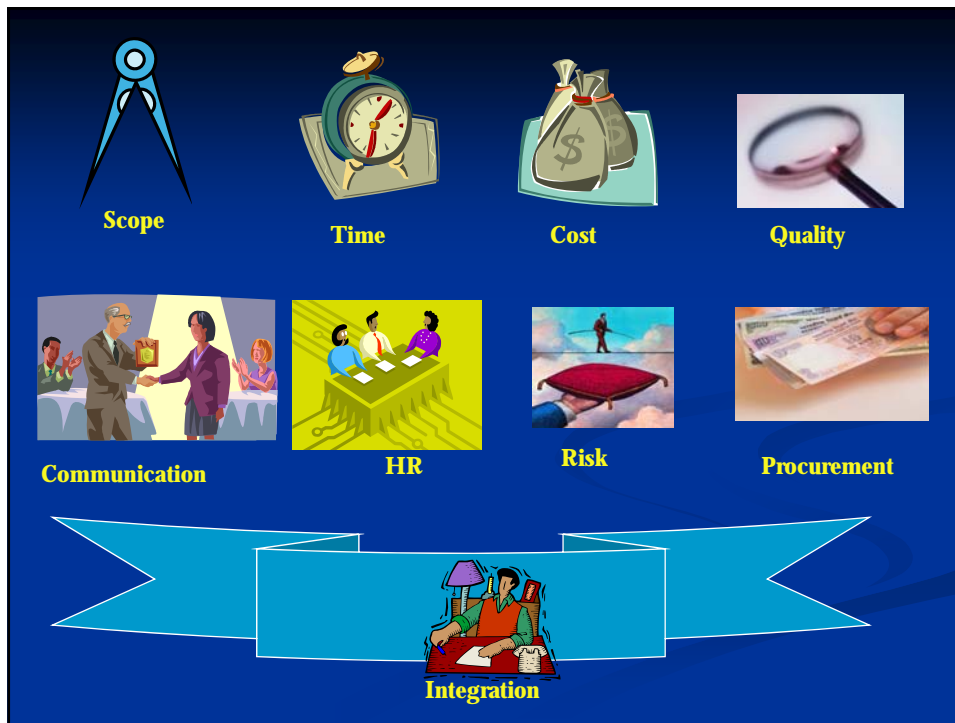 Scope
Time
Cost
Quality
Communication
HR
Risk
Procurement
Integration